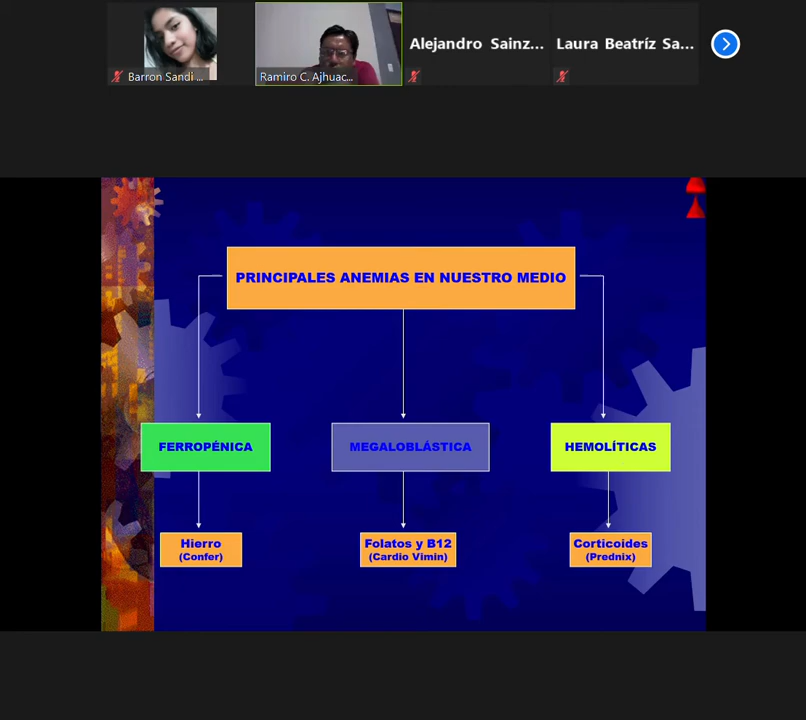 Barron Sandi ...
Ramiro C. Ajhuac...
Alejandro Sainz...
Laura Beatríz Sa...
PRINCIPALES ANEMIAS EN NUESTRO MEDIO
FERROPÉNICA
MEGALOBLÁSTICA
HEMOLÍTICAS
Hierro
(Confer)
Folatos y B12
(Cardio Vimin)
Corticoides
(Prednix)